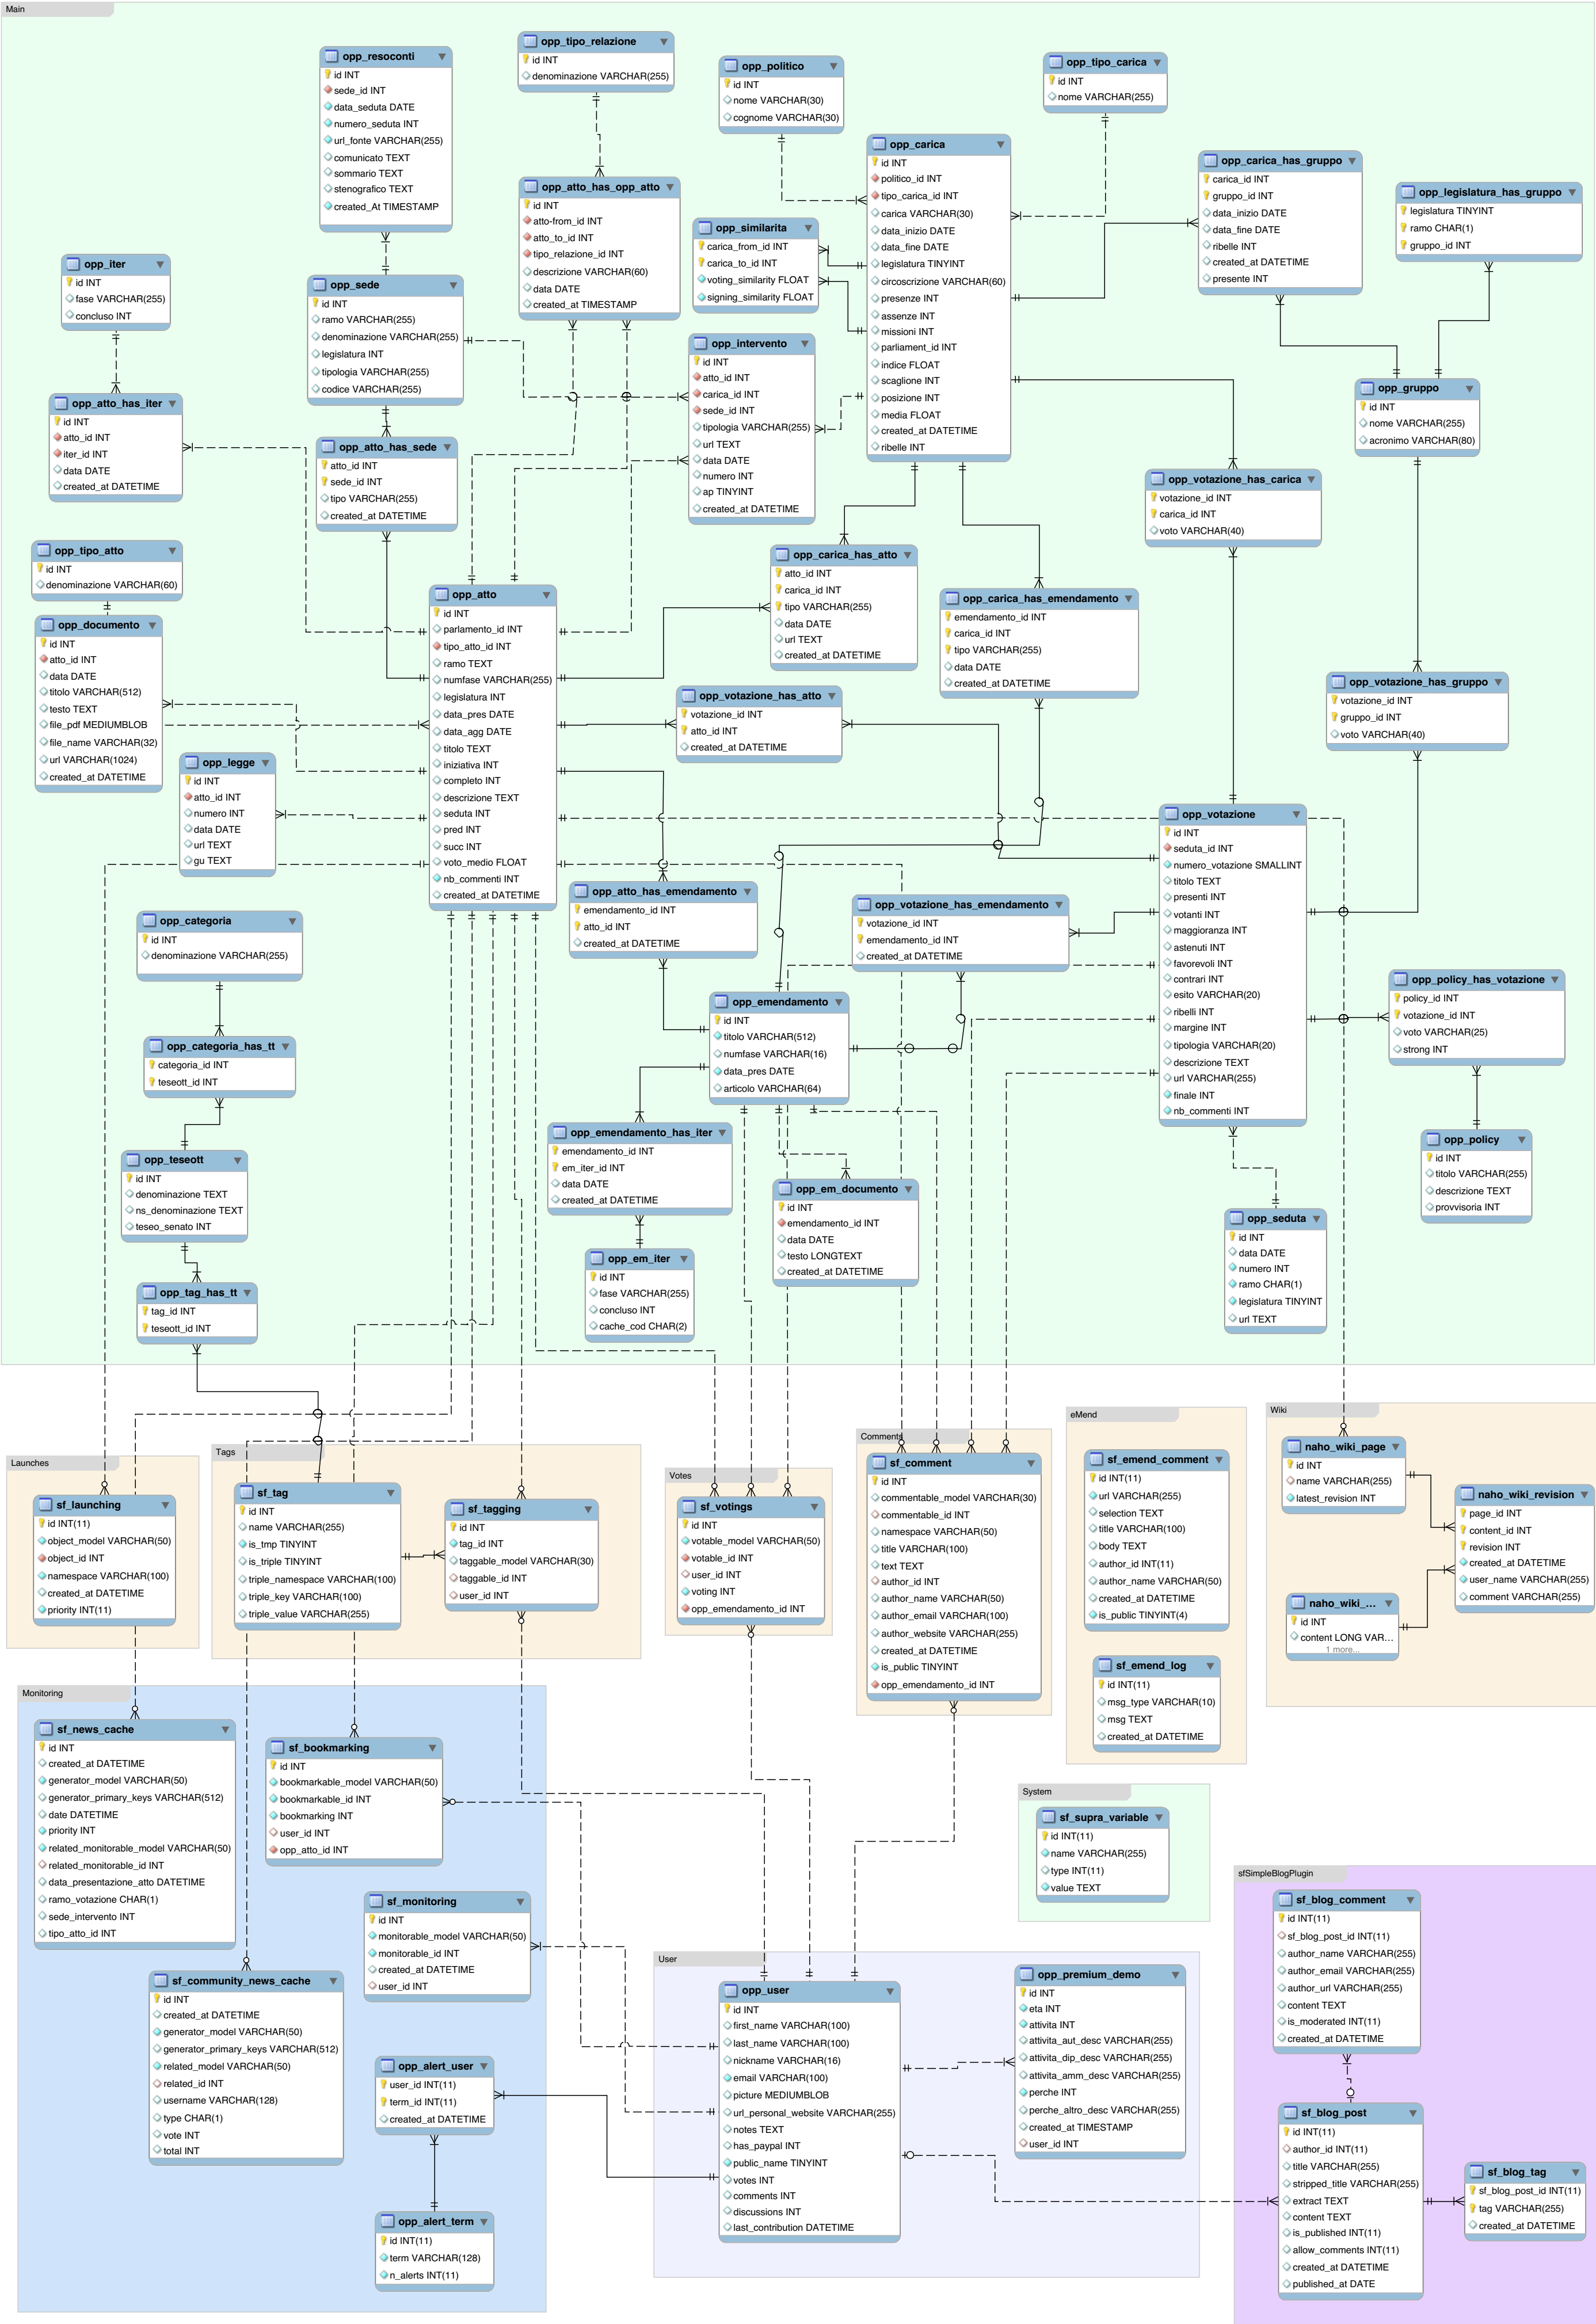 Main
opp_resoconti
id INT
sede_id INT
data_seduta DATE
numero_seduta INT
url_fonte VARCHAR(255)
comunicato TEXT
sommario TEXT
stenografico TEXT
created_At TIMESTAMP
opp_tipo_relazione
id INT
denominazione VARCHAR(255)
opp_politico
id INT
nome VARCHAR(30)
cognome VARCHAR(30)
opp_tipo_carica
id INT
nome VARCHAR(255)
opp_carica
id INT
politico_id INT
tipo_carica_id INT
carica VARCHAR(30)
data_inizio DATE
data_fine DATE
legislatura TINYINT
circoscrizione VARCHAR(60)
presenze INT
assenze INT
missioni INT
parliament_id INT
indice FLOAT
scaglione INT
posizione INT
media FLOAT
created_at DATETIME
ribelle INT
opp_carica_has_gruppo
carica_id INT
gruppo_id INT
data_inizio DATE
data_fine DATE
ribelle INT
created_at DATETIME
presente INT
opp_legislatura_has_gruppo
legislatura TINYINT
ramo CHAR(1)
gruppo_id INT
opp_atto_has_opp_atto
id INT
atto-from_id INT
atto_to_id INT
tipo_relazione_id INT
descrizione VARCHAR(60)
data DATE
created_at TIMESTAMP
opp_similarita
carica_from_id INT
carica_to_id INT
voting_similarity FLOAT
signing_similarity FLOAT
opp_iter
id INT
fase VARCHAR(255)
concluso INT
opp_sede
id INT
ramo VARCHAR(255)
denominazione VARCHAR(255)
legislatura INT
tipologia VARCHAR(255)
codice VARCHAR(255)
opp_intervento
id INT
atto_id INT
carica_id INT
sede_id INT
tipologia VARCHAR(255)
url TEXT
data DATE
numero INT
ap TINYINT
created_at DATETIME
opp_gruppo
id INT
nome VARCHAR(255)
acronimo VARCHAR(80)
opp_atto_has_iter
id INT
atto_id INT
iter_id INT
data DATE
created_at DATETIME
opp_atto_has_sede
atto_id INT
sede_id INT
tipo VARCHAR(255)
created_at DATETIME
opp_votazione_has_carica
votazione_id INT
carica_id INT
voto VARCHAR(40)
opp_tipo_atto
id INT
denominazione VARCHAR(60)
opp_carica_has_atto
atto_id INT
carica_id INT
tipo VARCHAR(255)
data DATE
url TEXT
created_at DATETIME
opp_carica_has_emendamento
emendamento_id INT
carica_id INT
tipo VARCHAR(255)
data DATE
created_at DATETIME
opp_atto
id INT
parlamento_id INT
tipo_atto_id INT
ramo TEXT
numfase VARCHAR(255)
legislatura INT
data_pres DATE
data_agg DATE
titolo TEXT
iniziativa INT
completo INT
descrizione TEXT
seduta INT
pred INT
succ INT
voto_medio FLOAT
nb_commenti INT
created_at DATETIME
opp_documento
id INT
atto_id INT
data DATE
titolo VARCHAR(512)
testo TEXT
file_pdf MEDIUMBLOB
file_name VARCHAR(32)
url VARCHAR(1024)
created_at DATETIME
opp_votazione_has_atto
votazione_id INT
atto_id INT
created_at DATETIME
opp_votazione_has_gruppo
votazione_id INT
gruppo_id INT
voto VARCHAR(40)
opp_legge
id INT
atto_id INT
numero INT
data DATE
url TEXT
gu TEXT
opp_votazione
id INT
seduta_id INT
numero_votazione SMALLINT
titolo TEXT
presenti INT
votanti INT
maggioranza INT
astenuti INT
favorevoli INT
contrari INT
esito VARCHAR(20)
ribelli INT
margine INT
tipologia VARCHAR(20)
descrizione TEXT
url VARCHAR(255)
finale INT
nb_commenti INT
opp_atto_has_emendamento
emendamento_id INT
atto_id INT
created_at DATETIME
opp_votazione_has_emendamento
votazione_id INT
emendamento_id INT
created_at DATETIME
opp_categoria
id INT
denominazione VARCHAR(255)
opp_policy_has_votazione
policy_id INT
votazione_id INT
voto VARCHAR(25)
strong INT
opp_emendamento
id INT
titolo VARCHAR(512)
numfase VARCHAR(16)
data_pres DATE
articolo VARCHAR(64)
opp_categoria_has_tt
categoria_id INT
teseott_id INT
opp_emendamento_has_iter
emendamento_id INT
em_iter_id INT
data DATE
created_at DATETIME
opp_policy
id INT
titolo VARCHAR(255)
descrizione TEXT
provvisoria INT
opp_teseott
id INT
denominazione TEXT
ns_denominazione TEXT
teseo_senato INT
opp_em_documento
id INT
emendamento_id INT
data DATE
testo LONGTEXT
created_at DATETIME
opp_seduta
id INT
data DATE
numero INT
ramo CHAR(1)
legislatura TINYINT
url TEXT
opp_em_iter
id INT
fase VARCHAR(255)
concluso INT
cache_cod CHAR(2)
opp_tag_has_tt
tag_id INT
teseott_id INT
Launches
sf_launching
id INT(11)
object_model VARCHAR(50)
object_id INT
namespace VARCHAR(100)
created_at DATETIME
priority INT(11)
Tags
sf_tag
id INT
name VARCHAR(255)
is_tmp TINYINT
is_triple TINYINT
triple_namespace VARCHAR(100)
triple_key VARCHAR(100)
triple_value VARCHAR(255)
sf_tagging
id INT
tag_id INT
taggable_model VARCHAR(30)
taggable_id INT
user_id INT
Votes
sf_votings
id INT
votable_model VARCHAR(50)
votable_id INT
user_id INT
voting INT
opp_emendamento_id INT
Comments
sf_comment
id INT
commentable_model VARCHAR(30)
commentable_id INT
namespace VARCHAR(50)
title VARCHAR(100)
text TEXT
author_id INT
author_name VARCHAR(50)
author_email VARCHAR(100)
author_website VARCHAR(255)
created_at DATETIME
is_public TINYINT
opp_emendamento_id INT
eMend
sf_emend_comment
id INT(11)
url VARCHAR(255)
selection TEXT
title VARCHAR(100)
body TEXT
author_id INT(11)
author_name VARCHAR(50)
created_at DATETIME
is_public TINYINT(4)
sf_emend_log
id INT(11)
msg_type VARCHAR(10)
msg TEXT
created_at DATETIME
Wiki
naho_wiki_page
id INT
name VARCHAR(255)
latest_revision INT
naho_wiki_revision
page_id INT
content_id INT
revision INT
created_at DATETIME
user_name VARCHAR(255)
comment VARCHAR(255)
naho_wiki_...
id INT
content LONG VAR...
1 more...
Monitoring
sf_news_cache
id INT
created_at DATETIME
generator_model VARCHAR(50)
generator_primary_keys VARCHAR(512)
date DATETIME
priority INT
related_monitorable_model VARCHAR(50)
related_monitorable_id INT
data_presentazione_atto DATETIME
ramo_votazione CHAR(1)
sede_intervento INT
tipo_atto_id INT
sf_bookmarking
id INT
bookmarkable_model VARCHAR(50)
bookmarkable_id INT
bookmarking INT
user_id INT
opp_atto_id INT
sf_monitoring
id INT
monitorable_model VARCHAR(50)
monitorable_id INT
created_at DATETIME
user_id INT
sf_community_news_cache
id INT
created_at DATETIME
generator_model VARCHAR(50)
generator_primary_keys VARCHAR(512)
related_model VARCHAR(50)
related_id INT
username VARCHAR(128)
type CHAR(1)
vote INT
total INT
opp_alert_user
user_id INT(11)
term_id INT(11)
created_at DATETIME
opp_alert_term
id INT(11)
term VARCHAR(128)
n_alerts INT(11)
System
sf_supra_variable
id INT(11)
name VARCHAR(255)
type INT(11)
value TEXT
User
opp_user
id INT
first_name VARCHAR(100)
last_name VARCHAR(100)
nickname VARCHAR(16)
email VARCHAR(100)
picture MEDIUMBLOB
url_personal_website VARCHAR(255)
notes TEXT
has_paypal INT
public_name TINYINT
votes INT
comments INT
discussions INT
last_contribution DATETIME
opp_premium_demo
id INT
eta INT
attivita INT
attivita_aut_desc VARCHAR(255)
attivita_dip_desc VARCHAR(255)
attivita_amm_desc VARCHAR(255)
perche INT
perche_altro_desc VARCHAR(255)
created_at TIMESTAMP
user_id INT
sfSimpleBlogPlugin
sf_blog_comment
id INT(11)
sf_blog_post_id INT(11)
author_name VARCHAR(255)
author_email VARCHAR(255)
author_url VARCHAR(255)
content TEXT
is_moderated INT(11)
created_at DATETIME
sf_blog_post
id INT(11)
author_id INT(11)
title VARCHAR(255)
stripped_title VARCHAR(255)
extract TEXT
content TEXT
is_published INT(11)
allow_comments INT(11)
created_at DATETIME
published_at DATE
sf_blog_tag
sf_blog_post_id INT(11)
tag VARCHAR(255)
created_at DATETIME